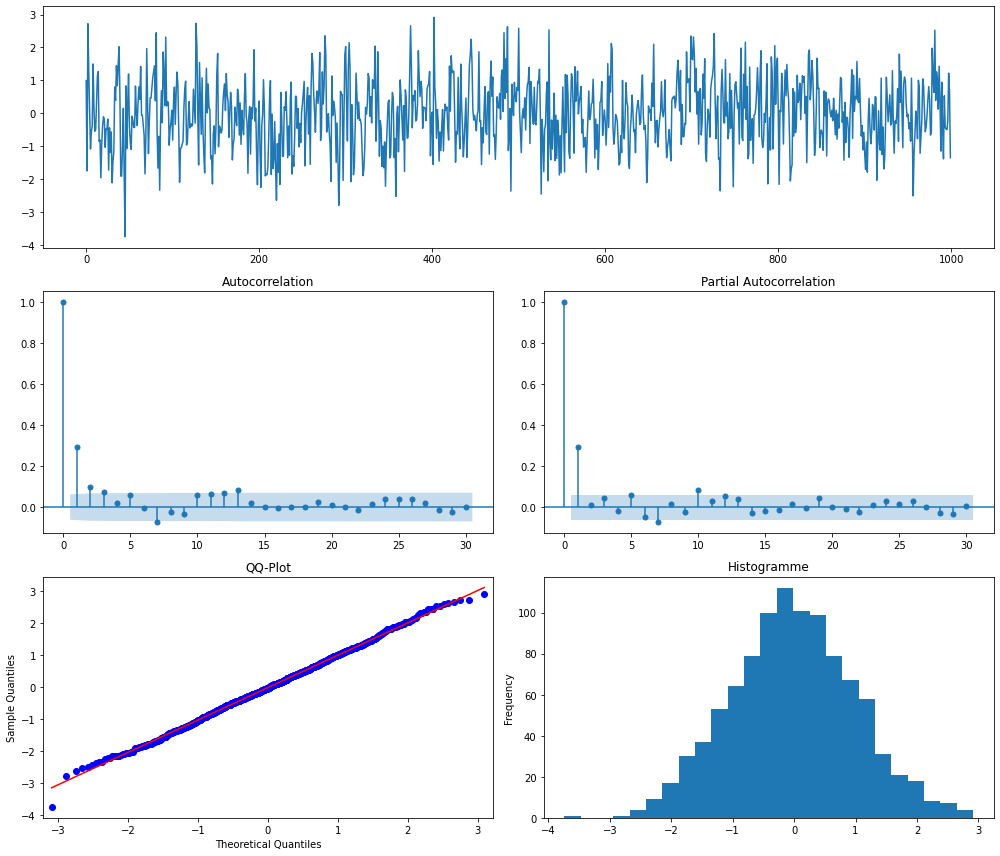 3
2
1
0
−1
−2
−3
−4
0 200 400 600 800 1000
Autocorrelation
1.0
0.8
0.6
0.4
0.2
0.0
0 5 10 15 20 25 30
Partial Autocorrelation
1.0
0.8
0.6
0.4
0.2
0.0
0 5 10 15 20 25 30
QQ-Plot
Sample Quantiles
3
2
1
0
−1
−2
−3
−4
−3 −2 −1 0 1 2 3
Theoretical Quantiles
Histogramme
Frequency
100
80
60
40
20
0
−4 −3 −2 −1 0 1 2 3